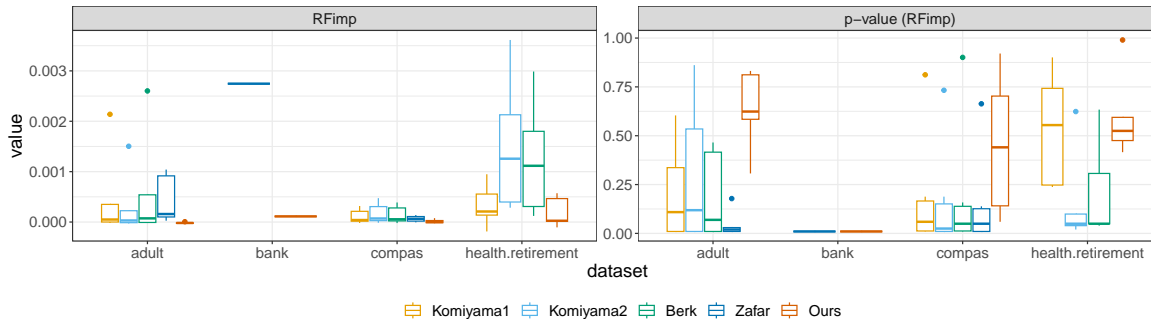 RFimp
p−value (RFimp)
value
0.003
0.002
0.001
0.000
1.00
0.75
0.50
0.25
0.00
adult
bank
compas
health.retirement
adult
bank
compas
health.retirement
dataset
Komiyama1 Komiyama2 Berk Zafar Ours